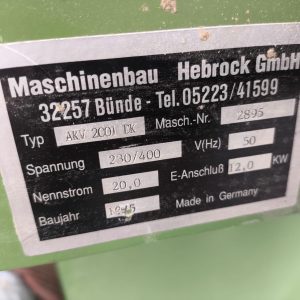 Maschinenbau Hebrock GmbH
32257 Bünde - Tel. 05223/41599
Typ AKV 2001 DK Masch.-Nr. 2895
Spannung 230/400 V(Hz) 50
Nennstrom 20,0 E-Anschluß 12,0 KW
Baujahr Made in Germany